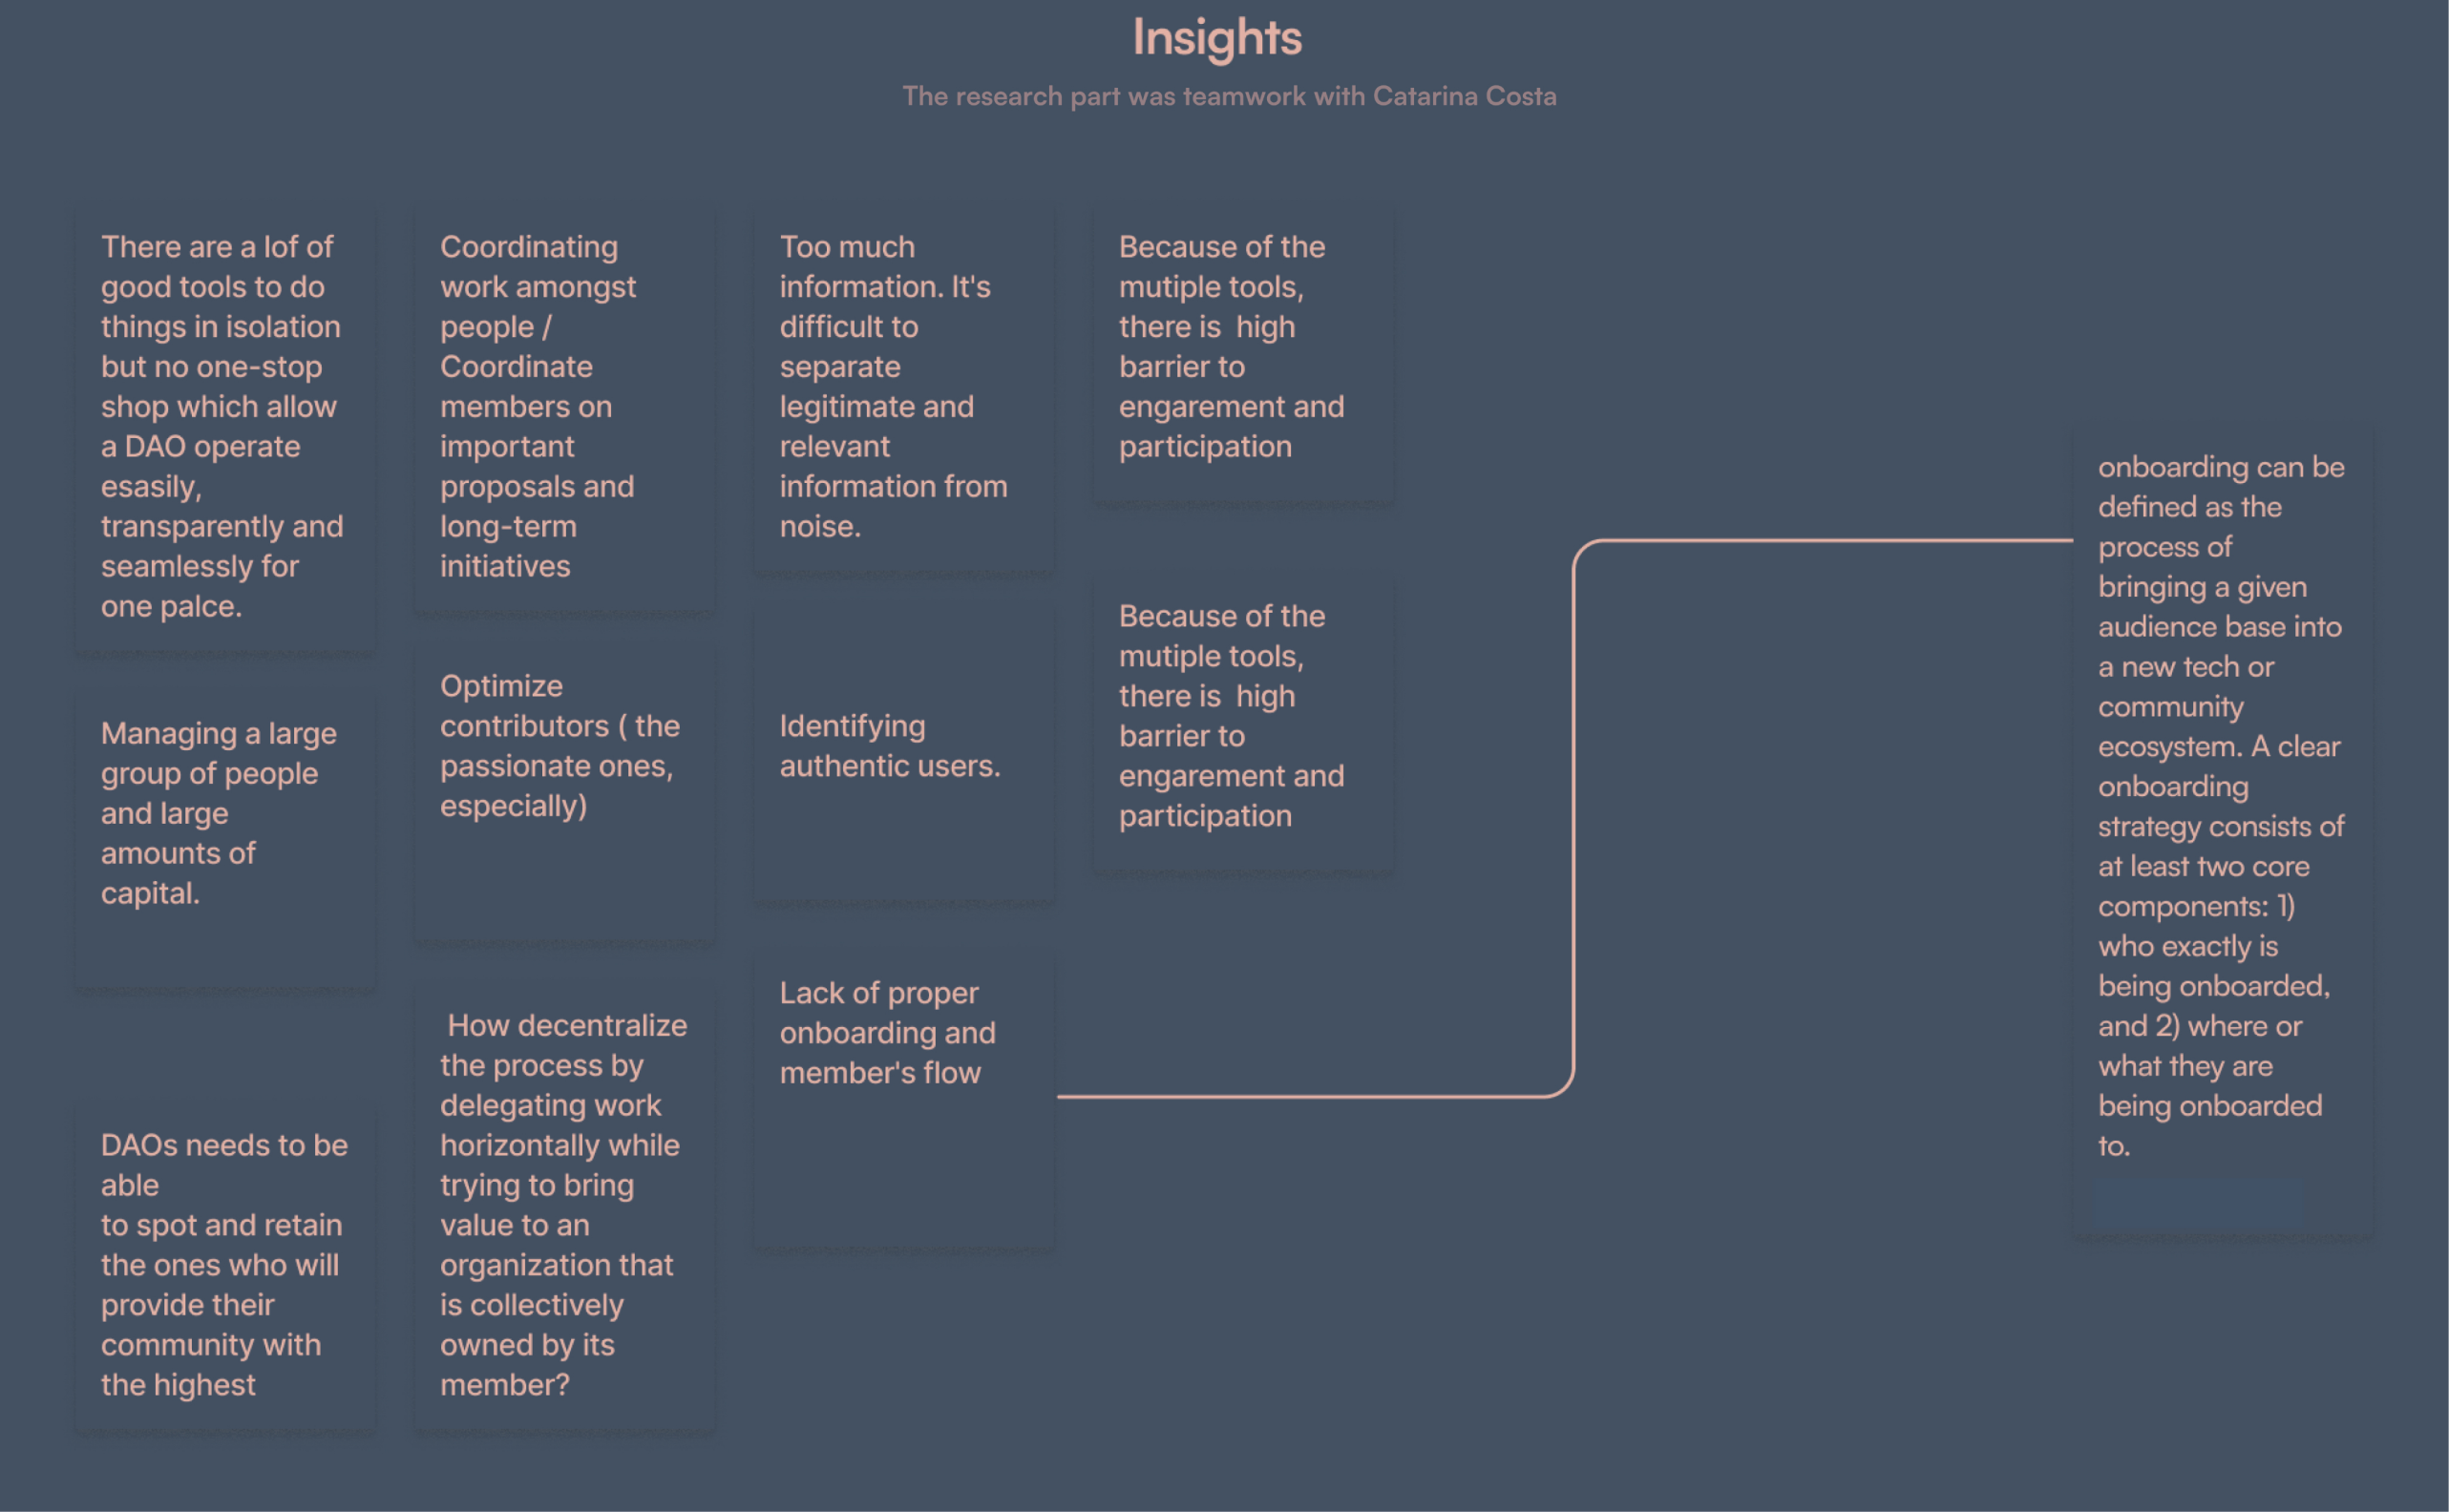 Insights
The research part was teamwork with Catarina Costa
There are a lof of
good tools to do
things in isolation
but no one-stop
shop which allow
a DAO operate
esasily,
transparently and
seamlessly for
one palce.
Managing a large
group of people
and large
amounts of
capital.
DAOs needs to be
able
to spot and retain
the ones who will
provide their
community with
the highest
Coordinating
work amongst
people /
Coordinate
members on
important
proposals and
long-term
initiatives
Optimize
contributors ( the
passionate ones,
especially)
How decentralize
the process by
delegating work
horizontally while
trying to bring
value to an
organization that
is collectively
owned by its
member?
Too much
information. It's
difficult to
separate
legitimate and
relevant
information from
noise.
Identifying
authentic users.
Lack of proper
onboarding and
member's flow
Because of the
mutiple tools,
there is  high
barrier to
engarement and
participation
Because of the
mutiple tools,
there is  high
barrier to
engarement and
participation
onboarding can be
defined as the
process of
bringing a given
audience base into
a new tech or
community
ecosystem. A clear
onboarding
strategy consists of
at least two core
components: 1)
who exactly is
being onboarded,
and 2) where or
what they are
being onboarded
to.